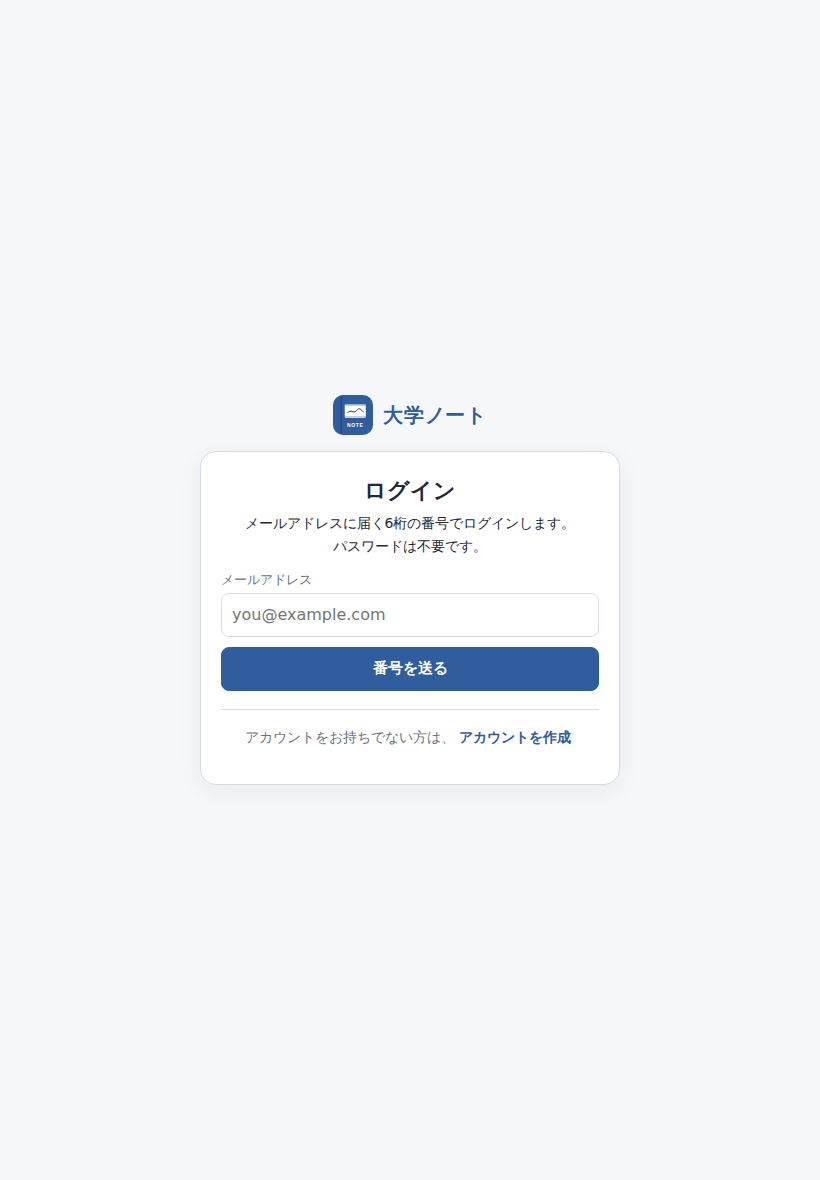 NOTE
大学ノート
ログイン
メールアドレスに届く6桁の番号でログインします。
パスワードは不要です。
メールアドレス
you@example.com
番号を送る
アカウントをお持ちでない方は、 アカウントを作成